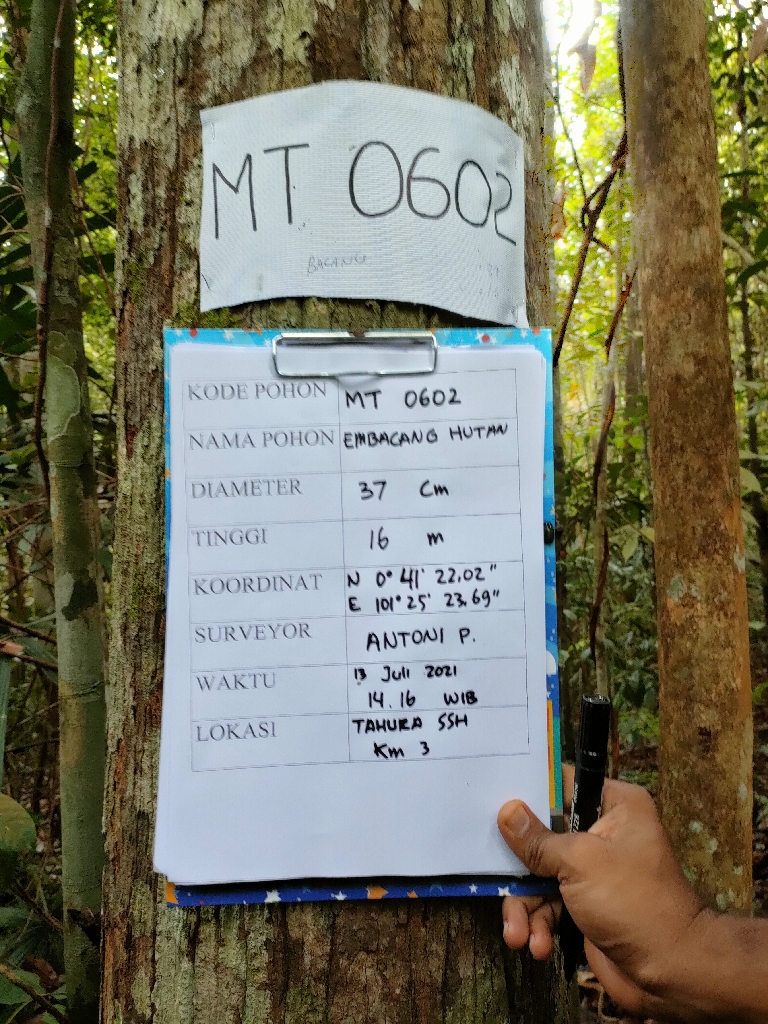 MT 0602
BACANG
KODE POHON MT 0602
NAMA POHON EMBACANG HUTAN
DIAMETER 37 Cm
TINGGI 16 m
KOORDINAT N 0° 41' 22.02"
E 101° 25' 23.69"
SURVEYOR ANTONI P.
WAKTU 13 Juli 2021
14.16 WIB
LOKASI TAHURA SSH
Km 3